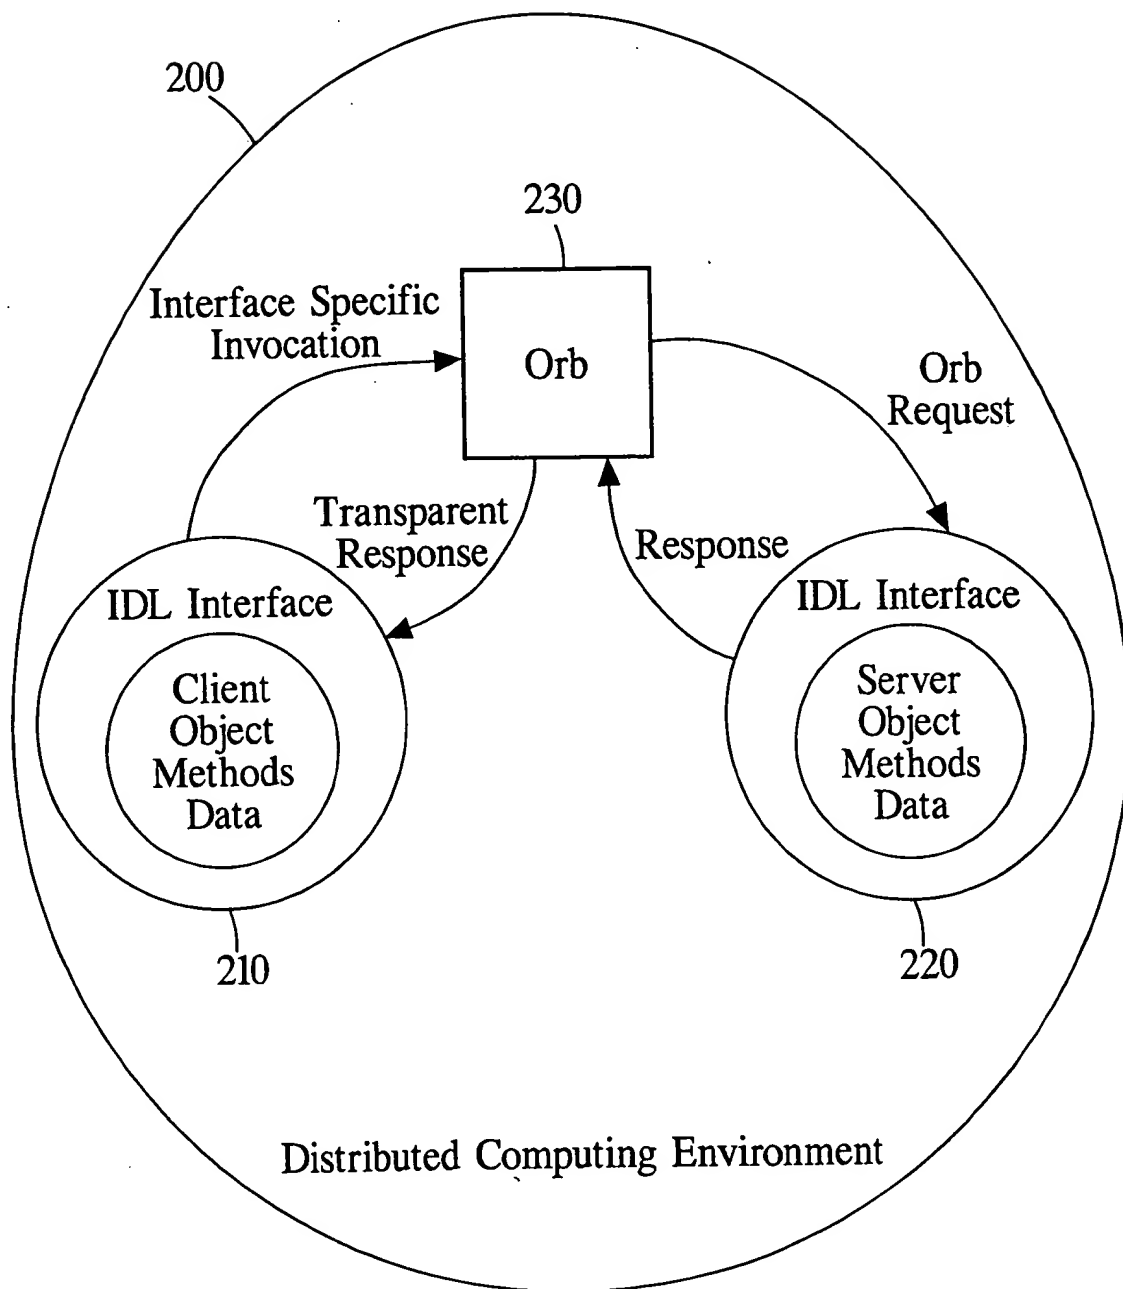 200
230
Interface Specific
Invocation
Orb
Orb
Request
Transparent
Response
Response
IDL Interface
Client
Object
Methods
Data
IDL Interface
Server
Object
Methods
Data
210
220
Distributed Computing Environment